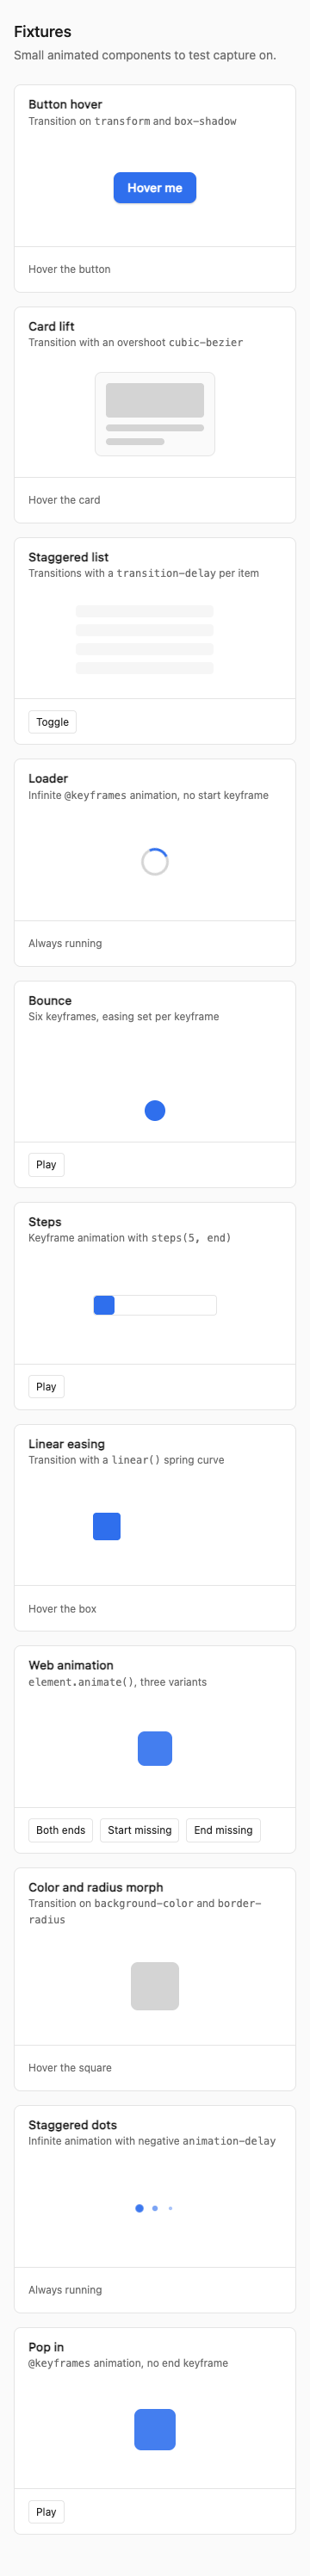 Fixtures
Small animated components to test capture on.
Button hover
Transition on transform and box-shadow
Hover me
Hover the button
Card lift
Transition with an overshoot cubic-bezier
Hover the card
Staggered list
Transitions with a transition-delay per item
Toggle
Loader
Infinite @keyframes animation, no start keyframe
Always running
Bounce
Six keyframes, easing set per keyframe
Play
Steps
Keyframe animation with steps(5, end)
Play
Linear easing
Transition with a linear() spring curve
Hover the box
Web animation
element.animate(), three variants
Both ends Start missing End missing
Color and radius morph
Transition on background-color and border-
radius
Hover the square
Staggered dots
Infinite animation with negative animation-delay
Always running
Pop in
@keyframes animation, no end keyframe
Play